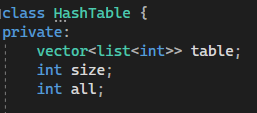 class HashTable {
private:
    vector<list<int>> table;
    int size;
    int all;